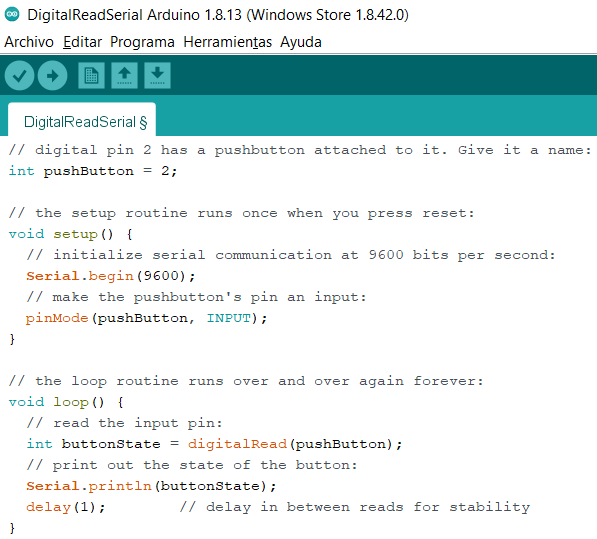 DigitalReadSerial Arduino 1.8.13 (Windows Store 1.8.42.0)
Archivo Editar Programa Herramientas Ayuda
DigitalReadSerial §
// digital pin 2 has a pushbutton attached to it. Give it a name:
int pushButton = 2;

// the setup routine runs once when you press reset:
void setup() {
  // initialize serial communication at 9600 bits per second:
  Serial.begin(9600);
  // make the pushbutton's pin an input:
  pinMode(pushButton, INPUT);
}

// the loop routine runs over and over again forever:
void loop() {
  // read the input pin:
  int buttonState = digitalRead(pushButton);
  // print out the state of the button:
  Serial.println(buttonState);
  delay(1);        // delay in between reads for stability
}